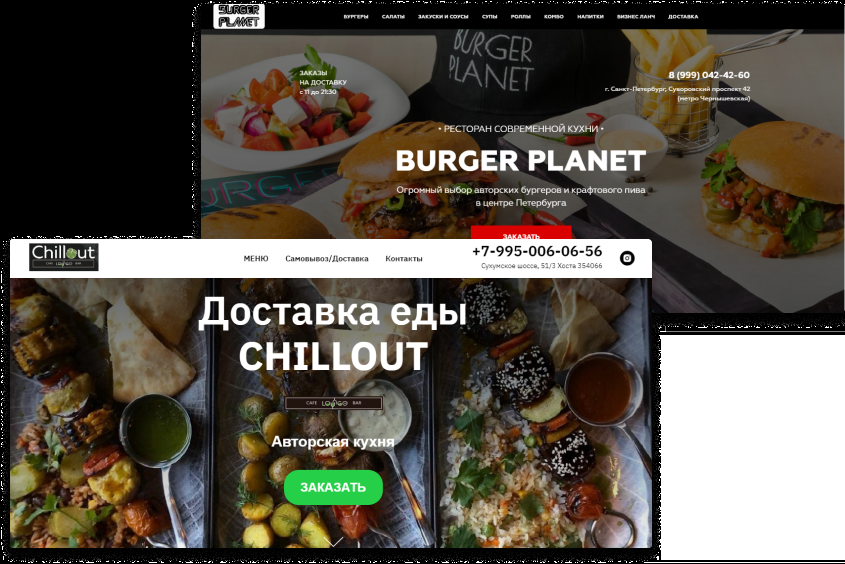 BURGER
PLANET
БУРГЕРЫ САЛАТЫ ЗАКУСКИ И СОУСЫ СУПЫ РОЛЛЫ КОМБО НАПИТКИ БИЗНЕС ЛАНЧ ДОСТАВКА
BURGER
PLANET
ЗАКАЗЫ
НА ДОСТАВКУ
с 11 до 21:30
8 (999) 042-42-60
г. Санкт-Петербург, Суворовский проспект 42
(метро Чернышевская)
• РЕСТОРАН СОВРЕМЕННОЙ КУХНИ •
BURGER PLANET
Огромный выбор авторских бургеров и крафтового пива
в центре Петербурга
ЗАКАЗАТЬ
Chillout
CAFE LOUNGE BAR
МЕНЮ Самовывоз/Доставка Контакты
+7-995-006-06-56
Сухумское шоссе, 51/3 Хоста 354066
Доставка еды
CHILLOUT
CAFE LOUNGE BAR
Авторская кухня
ЗАКАЗАТЬ